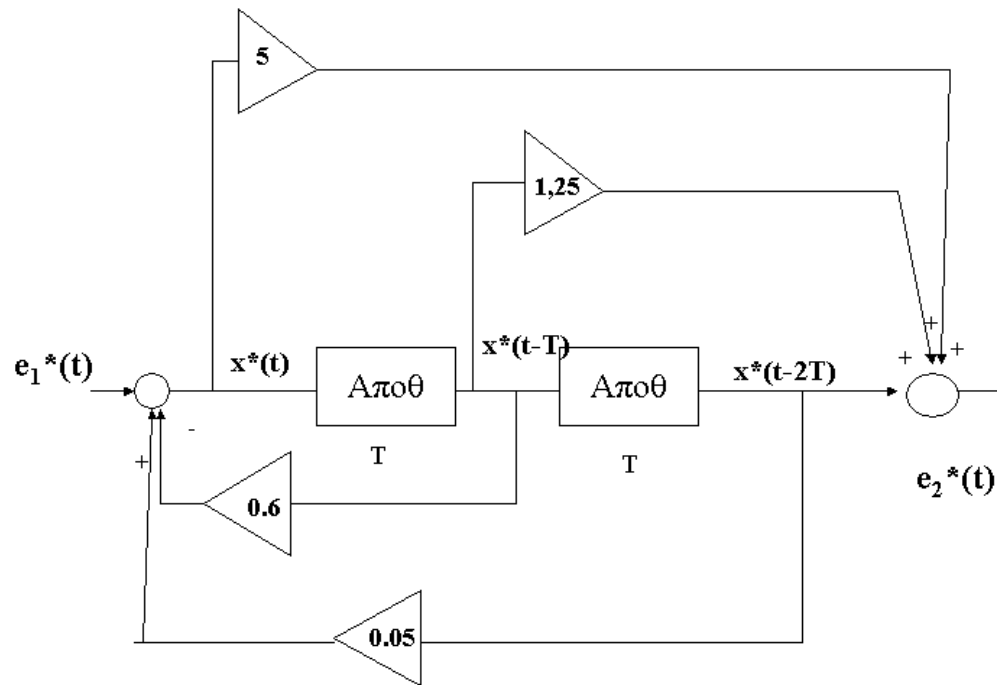 5
1,25
+
+
+
e₁*(t)
x*(t)
Αποθ
T
x*(t-T)
Αποθ
T
x*(t-2T)
e₂*(t)
-
+
0.6
0.05